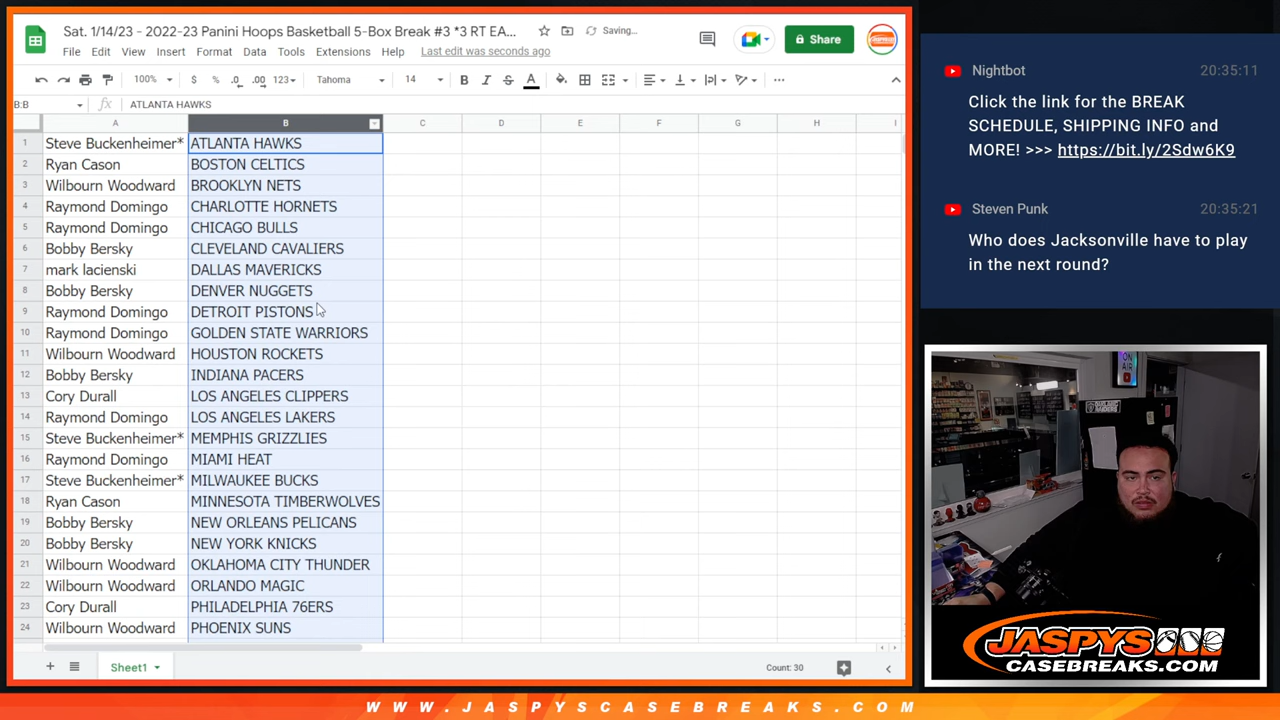 Sat. 1/14/23 - 2022-23 Panini Hoops Basketball 5-Box Break #3 *3 RT EA... Saving...
Share
File Edit View Insert Format Data Tools Extensions Help Last edit was seconds ago
100% $ % .0 .00 123 Tahoma 14 B I S A
B:B fx ATLANTA HAWKS
A B C D E F G H I
1 Steve Buckenheimer* ATLANTA HAWKS
2 Ryan Cason BOSTON CELTICS
3 Wilbourn Woodward BROOKLYN NETS
4 Raymond Domingo CHARLOTTE HORNETS
5 Raymond Domingo CHICAGO BULLS
6 Bobby Bersky CLEVELAND CAVALIERS
7 mark lacienski DALLAS MAVERICKS
8 Bobby Bersky DENVER NUGGETS
9 Raymond Domingo DETROIT PISTONS
10 Raymond Domingo GOLDEN STATE WARRIORS
11 Wilbourn Woodward HOUSTON ROCKETS
12 Bobby Bersky INDIANA PACERS
13 Cory Durall LOS ANGELES CLIPPERS
14 Raymond Domingo LOS ANGELES LAKERS
15 Steve Buckenheimer* MEMPHIS GRIZZLIES
16 Raymond Domingo MIAMI HEAT
17 Steve Buckenheimer* MILWAUKEE BUCKS
18 Ryan Cason MINNESOTA TIMBERWOLVES
19 Bobby Bersky NEW ORLEANS PELICANS
20 Bobby Bersky NEW YORK KNICKS
21 Wilbourn Woodward OKLAHOMA CITY THUNDER
22 Wilbourn Woodward ORLANDO MAGIC
23 Cory Durall PHILADELPHIA 76ERS
24 Wilbourn Woodward PHOENIX SUNS
Sheet1 Count: 30
Nightbot 20:35:11
Click the link for the BREAK
SCHEDULE, SHIPPING INFO and
MORE! >>> https://bit.ly/2Sdw6K9
Steven Punk 20:35:21
Who does Jacksonville have to play
in the next round?
ON
AIR
JASPYS
CASEBREAKS.COM
WWW.JASPYSCASEBREAKS.COM